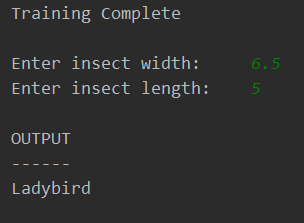 Training Complete
Enter insect width: 6.5
Enter insect length: 5
OUTPUT
------
Ladybird